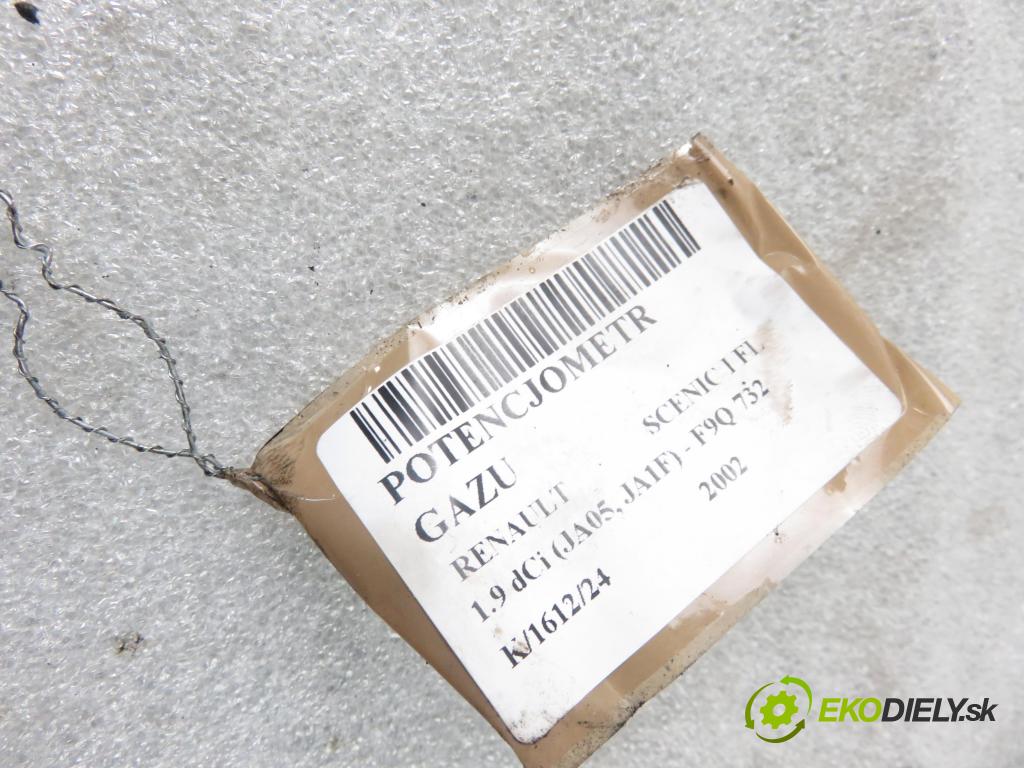 POTENCJOMETR
GAZU
RENAULT SCENIC I FL
1.9 dCi (JA05, JA1F) - F9Q 732
K/1612/24 2002
EKODIELY.sk